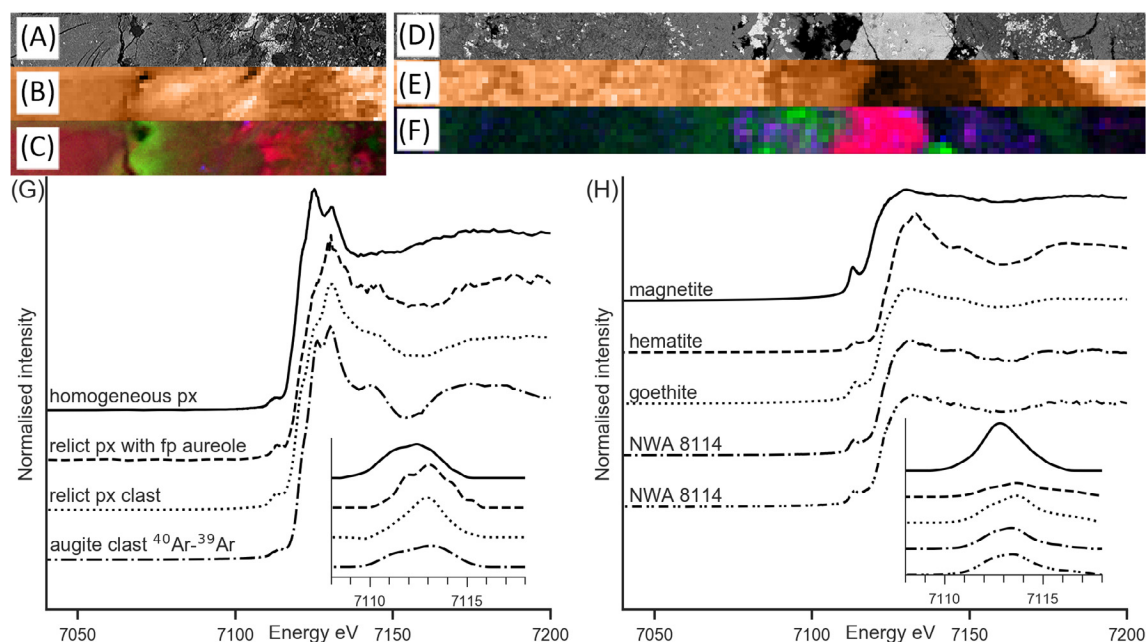 (A)
(B)
(C)
(D)
(E)
(F)
(G)
Normalised intensity
homogeneous px
relict px with fp aureole
relict px clast
augite clast ⁴⁰Ar-³⁹Ar
7110 7115
7050 7100 7150 7200
Energy eV
(H)
Normalised intensity
magnetite
hematite
goethite
NWA 8114
NWA 8114
7110 7115
7050 7100 7150 7200
Energy eV